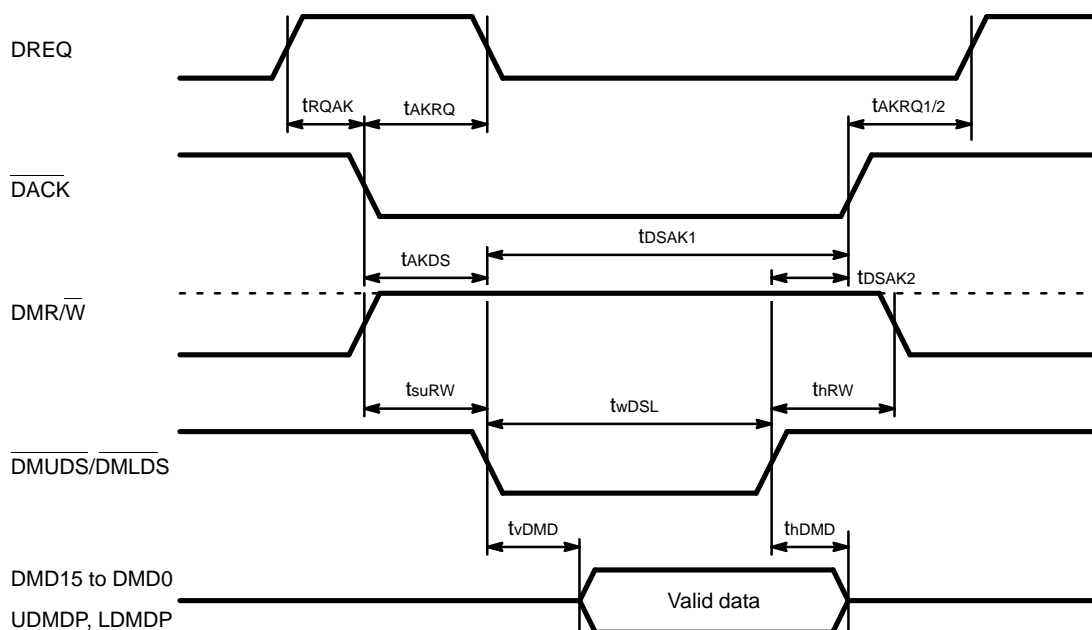 DREQ
tRQAK tAKRQ tAKRQ1/2
DACK
tDSAK1
tAKDS tDSAK2
DMR/W
tsuRW twDSL thRW
DMUDS/DMLDS
tvDMD thDMD
DMD15 to DMD0
Valid data
UDMDP, LDMDP